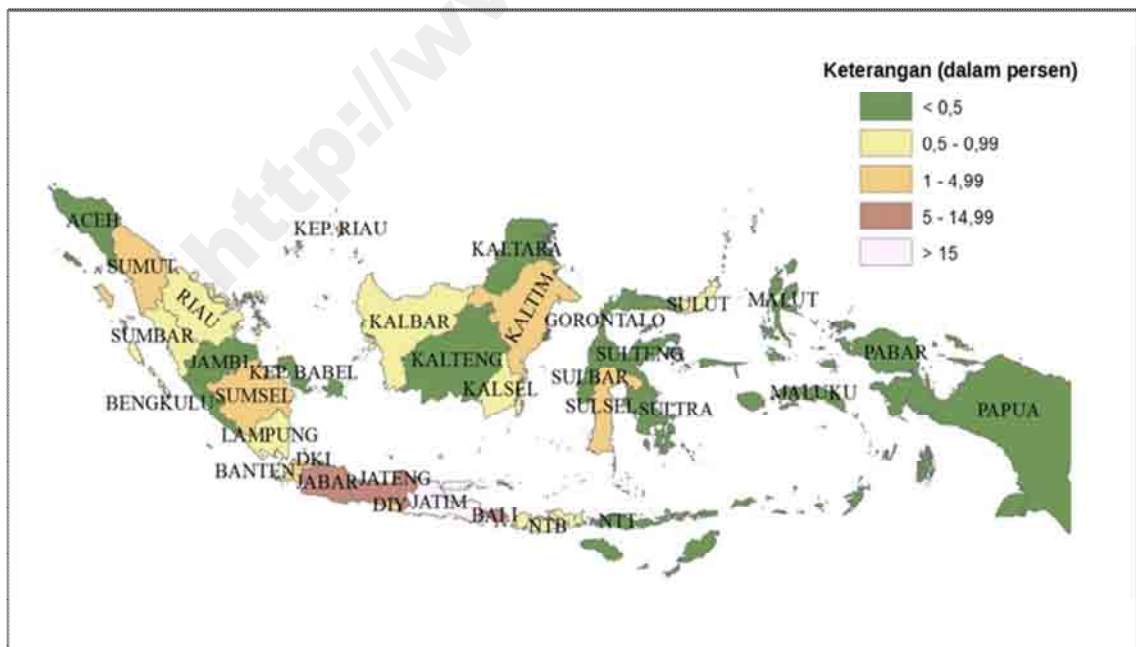 http://w
Keterangan (dalam persen)
< 0,5
0,5 - 0,99
1 - 4,99
5 - 14,99
> 15
ACEH
SUMUT
RIAU
KEP. RIAU
SUMBAR
JAMBI
KEP. BABEL
BENGKULU
SUMSEL
LAMPUNG
BANTEN
DKI
JABAR
JATENG
DIY
JATIM
BALI
NTB
NTT
KALTARA
KALTIM
KALBAR
KALTENG
KALSEL
GORONTALO
SULUT
SULTENG
SULBAR
SULSEL
SULTRA
MALUT
MALUKU
PABAR
PAPUA